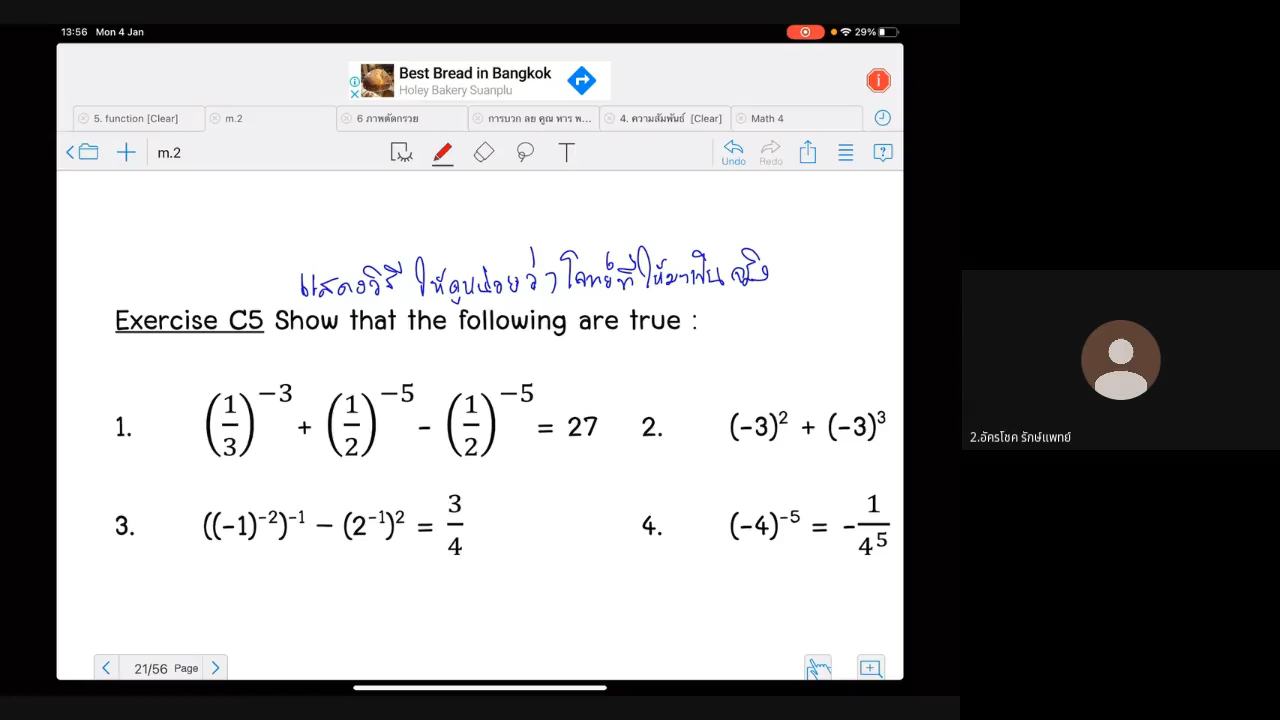 13:56 Mon 4 Jan
29%
Best Bread in Bangkok
Holey Bakery Suanplu
5. function [Clear]
m.2
6 ภาพตัดกรวย
การบวก ลย คูณ หาร พ...
4. ความสัมพันธ์ [Clear]
Math 4
m.2
T
Undo
Redo
แสดงวิธี ให้ดูหน่อยว่า โจทย์ที่ให้มาเป็นจริง
Exercise C5 Show that the following are true :
1. (1/3)⁻³ + (1/2)⁻⁵ - (1/2)⁻⁵ = 27
2. (-3)² + (-3)³
3. ((-1)⁻²)⁻¹ – (2⁻¹)² = 3/4
4. (-4)⁻⁵ = -1/4⁵
21/56 Page
2.อัครโชค รักษ์แพทย์